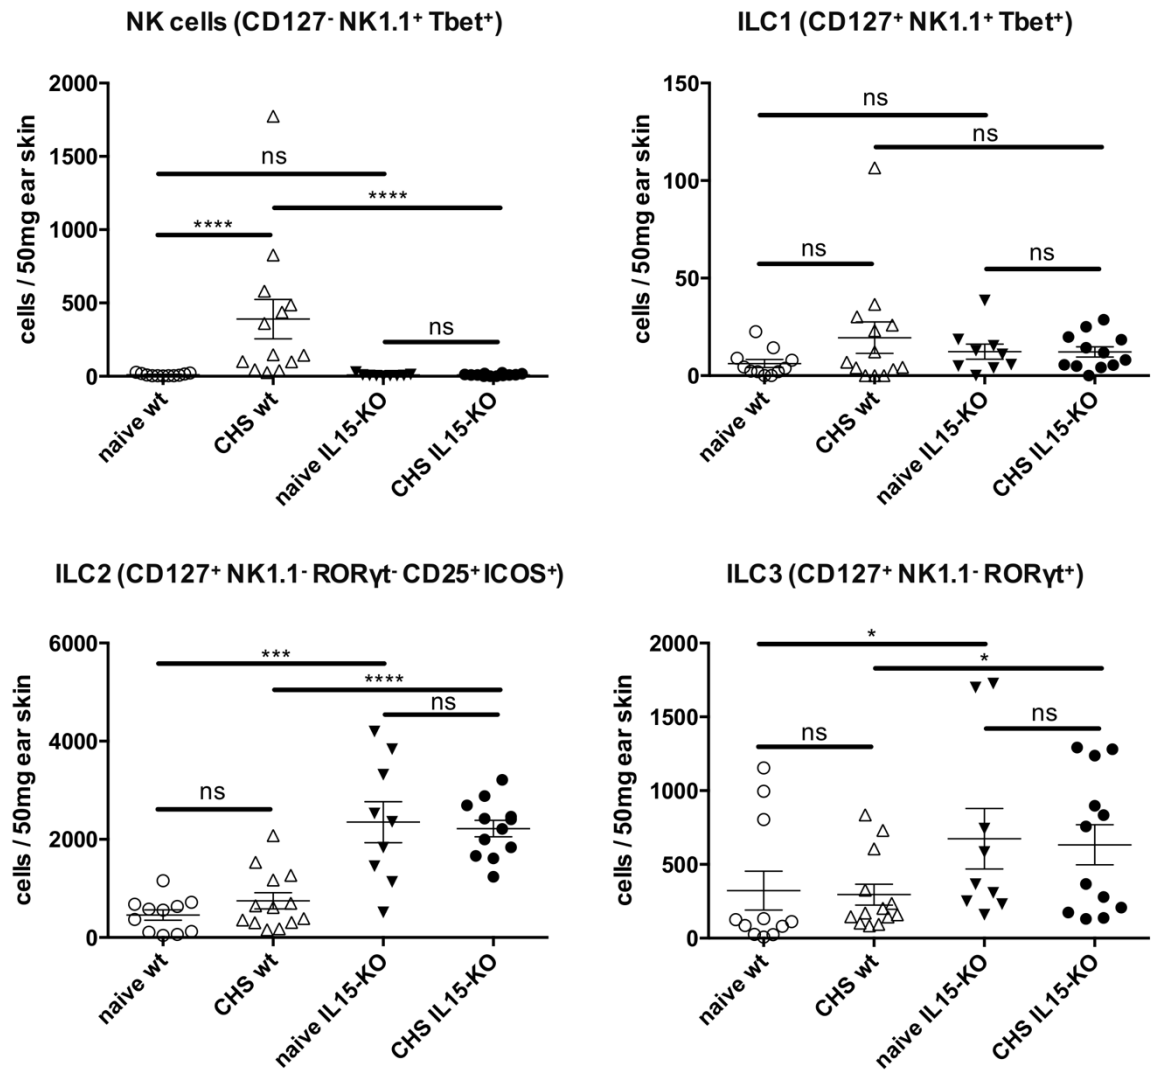 NK cells (CD127⁻ NK1.1⁺ Tbet⁺)
cells / 50mg ear skin
2000
1500
1000
500
0
ns
****
****
ns
naive wt
CHS wt
naive IL15-KO
CHS IL15-KO
ILC1 (CD127⁺ NK1.1⁺ Tbet⁺)
cells / 50mg ear skin
150
100
50
0
ns
ns
ns
ns
naive wt
CHS wt
naive IL15-KO
CHS IL15-KO
ILC2 (CD127⁺ NK1.1⁻ RORγt⁻ CD25⁺ ICOS⁺)
cells / 50mg ear skin
6000
4000
2000
0
***
****
ns
ns
naive wt
CHS wt
naive IL15-KO
CHS IL15-KO
ILC3 (CD127⁺ NK1.1⁻ RORγt⁺)
cells / 50mg ear skin
2000
1500
1000
500
0
*
*
ns
ns
naive wt
CHS wt
naive IL15-KO
CHS IL15-KO